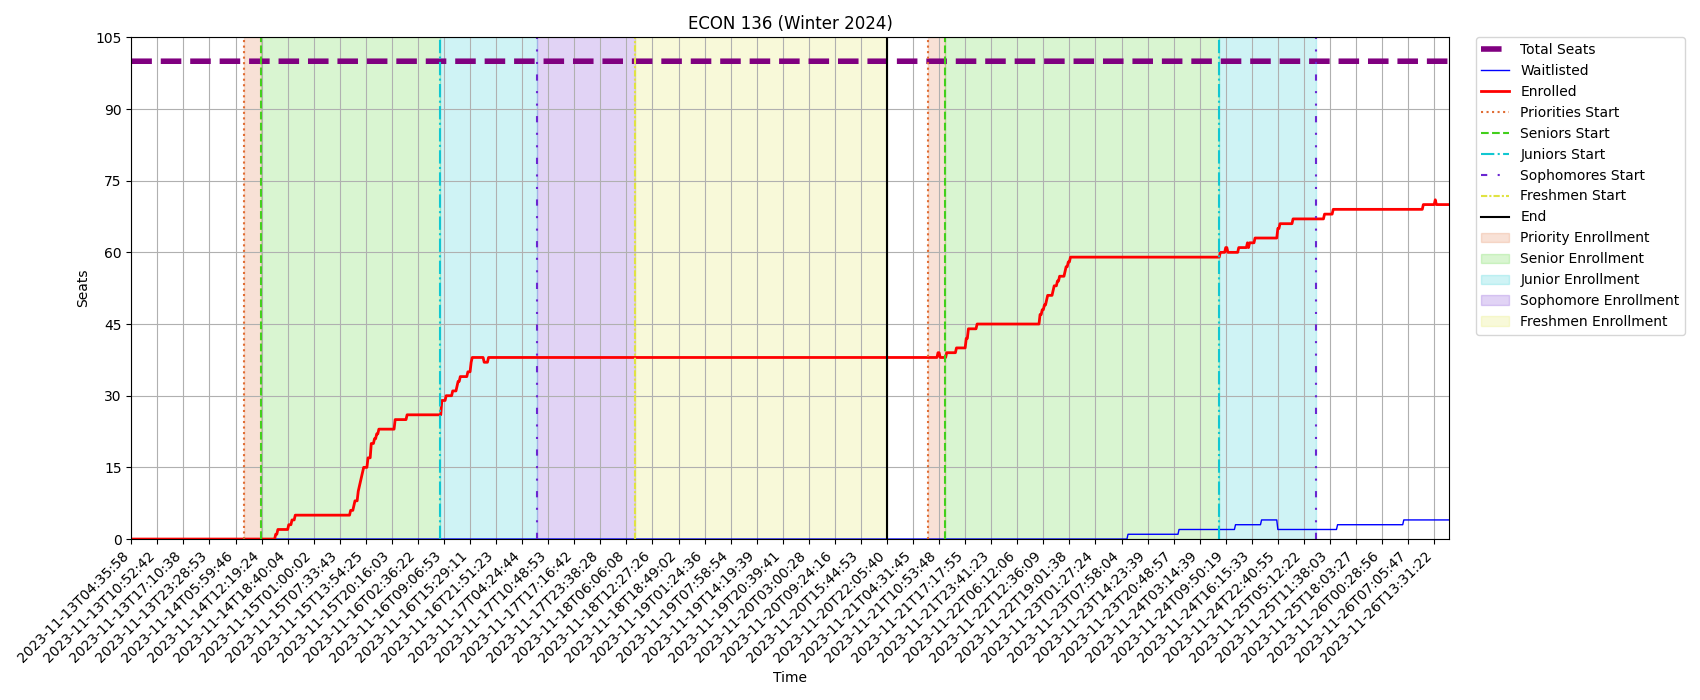 ECON 136 (Winter 2024)
105
90
75
60
45
30
15
0
Seats
2023-11-13T04:35:58
2023-11-13T10:52:42
2023-11-13T17:10:38
2023-11-13T23:28:53
2023-11-14T05:59:46
2023-11-14T12:19:24
2023-11-14T18:40:04
2023-11-15T01:00:02
2023-11-15T07:33:43
2023-11-15T13:54:25
2023-11-15T20:16:03
2023-11-16T02:36:22
2023-11-16T09:06:53
2023-11-16T15:29:11
2023-11-16T21:51:23
2023-11-17T04:24:44
2023-11-17T10:48:53
2023-11-17T17:16:42
2023-11-17T23:38:28
2023-11-18T06:06:08
2023-11-18T12:27:26
2023-11-18T18:49:02
2023-11-19T01:24:36
2023-11-19T07:58:54
2023-11-19T14:19:39
2023-11-19T20:39:41
2023-11-20T03:00:28
2023-11-20T09:24:16
2023-11-20T15:44:53
2023-11-20T22:05:40
2023-11-21T04:31:45
2023-11-21T10:53:48
2023-11-21T17:17:55
2023-11-21T23:41:23
2023-11-22T06:12:06
2023-11-22T12:36:09
2023-11-22T19:01:38
2023-11-23T01:27:24
2023-11-23T07:58:04
2023-11-23T14:23:39
2023-11-23T20:48:57
2023-11-24T03:14:39
2023-11-24T09:50:19
2023-11-24T16:15:33
2023-11-24T22:40:55
2023-11-25T05:12:22
2023-11-25T11:38:03
2023-11-25T18:03:27
2023-11-26T00:28:56
2023-11-26T07:05:47
2023-11-26T13:31:22
Time
Total Seats
Waitlisted
Enrolled
Priorities Start
Seniors Start
Juniors Start
Sophomores Start
Freshmen Start
End
Priority Enrollment
Senior Enrollment
Junior Enrollment
Sophomore Enrollment
Freshmen Enrollment